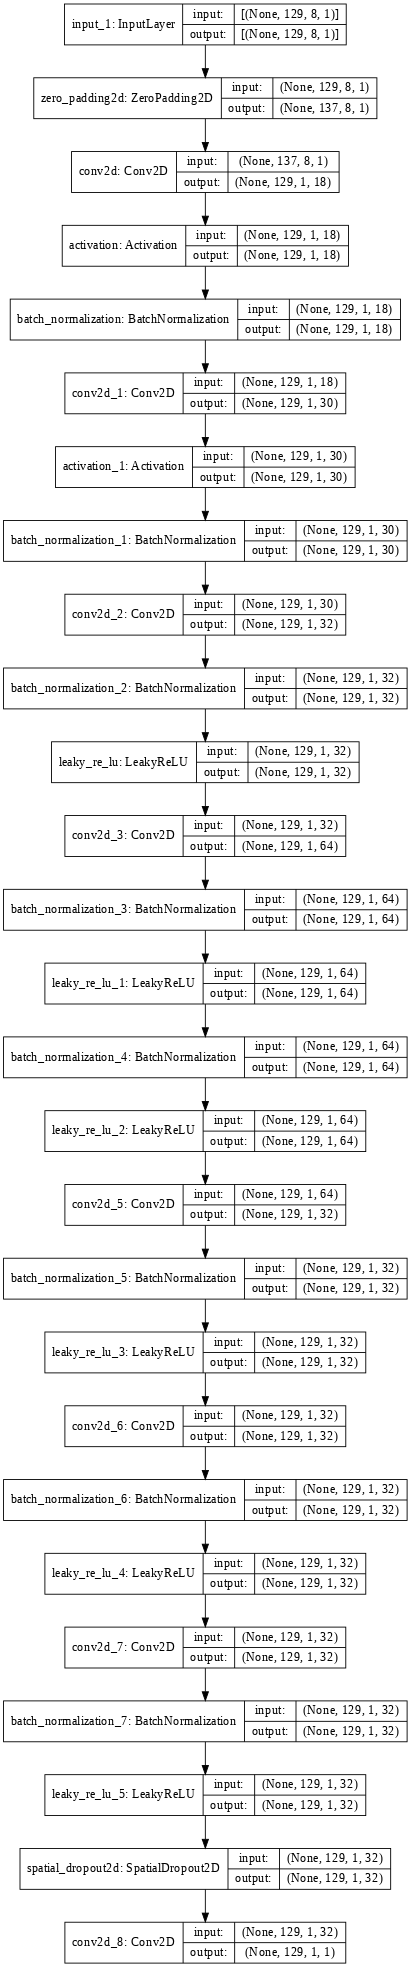 input_1: InputLayer
input: [(None, 129, 8, 1)]
output: [(None, 129, 8, 1)]
zero_padding2d: ZeroPadding2D
input: (None, 129, 8, 1)
output: (None, 137, 8, 1)
conv2d: Conv2D
input: (None, 137, 8, 1)
output: (None, 129, 1, 18)
activation: Activation
input: (None, 129, 1, 18)
output: (None, 129, 1, 18)
batch_normalization: BatchNormalization
input: (None, 129, 1, 18)
output: (None, 129, 1, 18)
conv2d_1: Conv2D
input: (None, 129, 1, 18)
output: (None, 129, 1, 30)
activation_1: Activation
input: (None, 129, 1, 30)
output: (None, 129, 1, 30)
batch_normalization_1: BatchNormalization
input: (None, 129, 1, 30)
output: (None, 129, 1, 30)
conv2d_2: Conv2D
input: (None, 129, 1, 30)
output: (None, 129, 1, 32)
batch_normalization_2: BatchNormalization
input: (None, 129, 1, 32)
output: (None, 129, 1, 32)
leaky_re_lu: LeakyReLU
input: (None, 129, 1, 32)
output: (None, 129, 1, 32)
conv2d_3: Conv2D
input: (None, 129, 1, 32)
output: (None, 129, 1, 64)
batch_normalization_3: BatchNormalization
input: (None, 129, 1, 64)
output: (None, 129, 1, 64)
leaky_re_lu_1: LeakyReLU
input: (None, 129, 1, 64)
output: (None, 129, 1, 64)
batch_normalization_4: BatchNormalization
input: (None, 129, 1, 64)
output: (None, 129, 1, 64)
leaky_re_lu_2: LeakyReLU
input: (None, 129, 1, 64)
output: (None, 129, 1, 64)
conv2d_5: Conv2D
input: (None, 129, 1, 64)
output: (None, 129, 1, 32)
batch_normalization_5: BatchNormalization
input: (None, 129, 1, 32)
output: (None, 129, 1, 32)
leaky_re_lu_3: LeakyReLU
input: (None, 129, 1, 32)
output: (None, 129, 1, 32)
conv2d_6: Conv2D
input: (None, 129, 1, 32)
output: (None, 129, 1, 32)
batch_normalization_6: BatchNormalization
input: (None, 129, 1, 32)
output: (None, 129, 1, 32)
leaky_re_lu_4: LeakyReLU
input: (None, 129, 1, 32)
output: (None, 129, 1, 32)
conv2d_7: Conv2D
input: (None, 129, 1, 32)
output: (None, 129, 1, 32)
batch_normalization_7: BatchNormalization
input: (None, 129, 1, 32)
output: (None, 129, 1, 32)
leaky_re_lu_5: LeakyReLU
input: (None, 129, 1, 32)
output: (None, 129, 1, 32)
spatial_dropout2d: SpatialDropout2D
input: (None, 129, 1, 32)
output: (None, 129, 1, 32)
conv2d_8: Conv2D
input: (None, 129, 1, 32)
output: (None, 129, 1, 1)